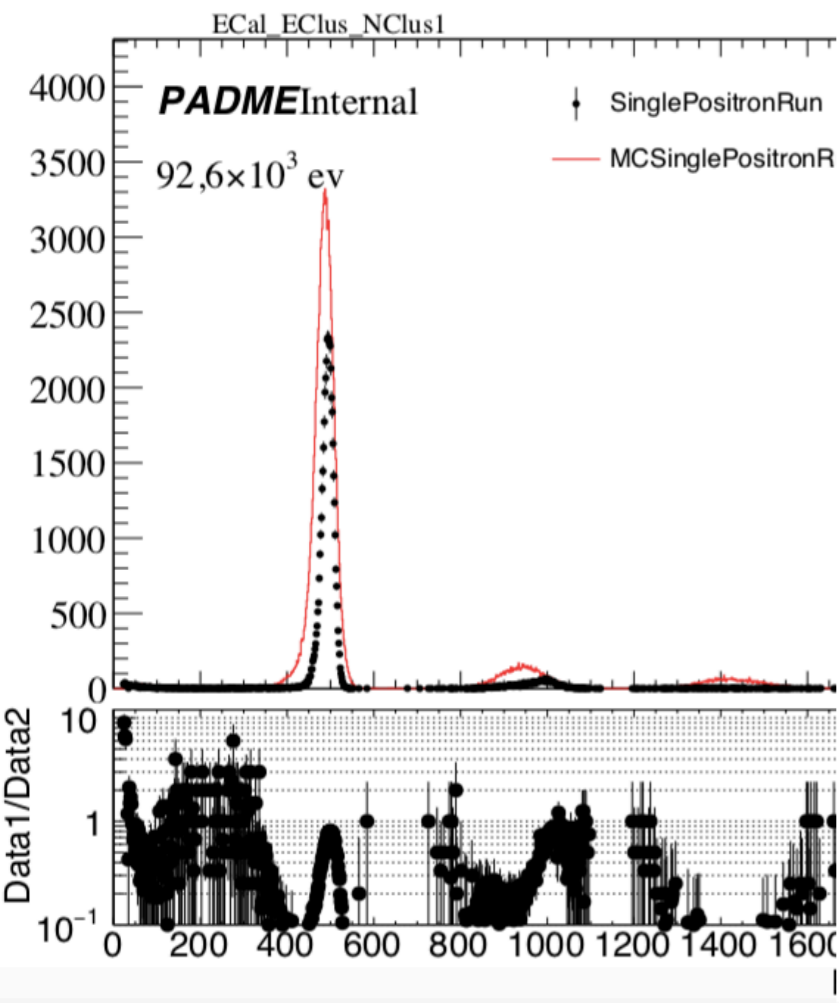 ECal_EClus_NClus1
4000
PADMEInternal
SinglePositronRun
3500
MCSinglePositronR
92,6×10³ ev
3000
2500
2000
1500
1000
500
0
10
1
10⁻¹
Data1/Data2
0 200 400 600 800 1000 1200 1400 1600